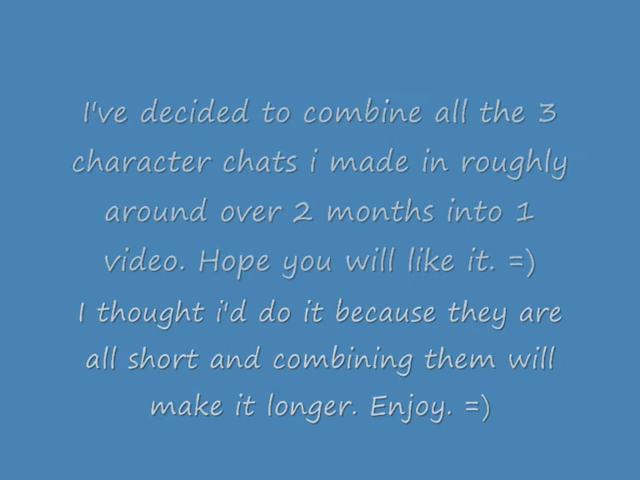 I've decided to combine all the 3
character chats i made in roughly
around over 2 months into 1
video. Hope you will like it. =)
I thought i'd do it because they are
all short and combining them will
make it longer. Enjoy. =)